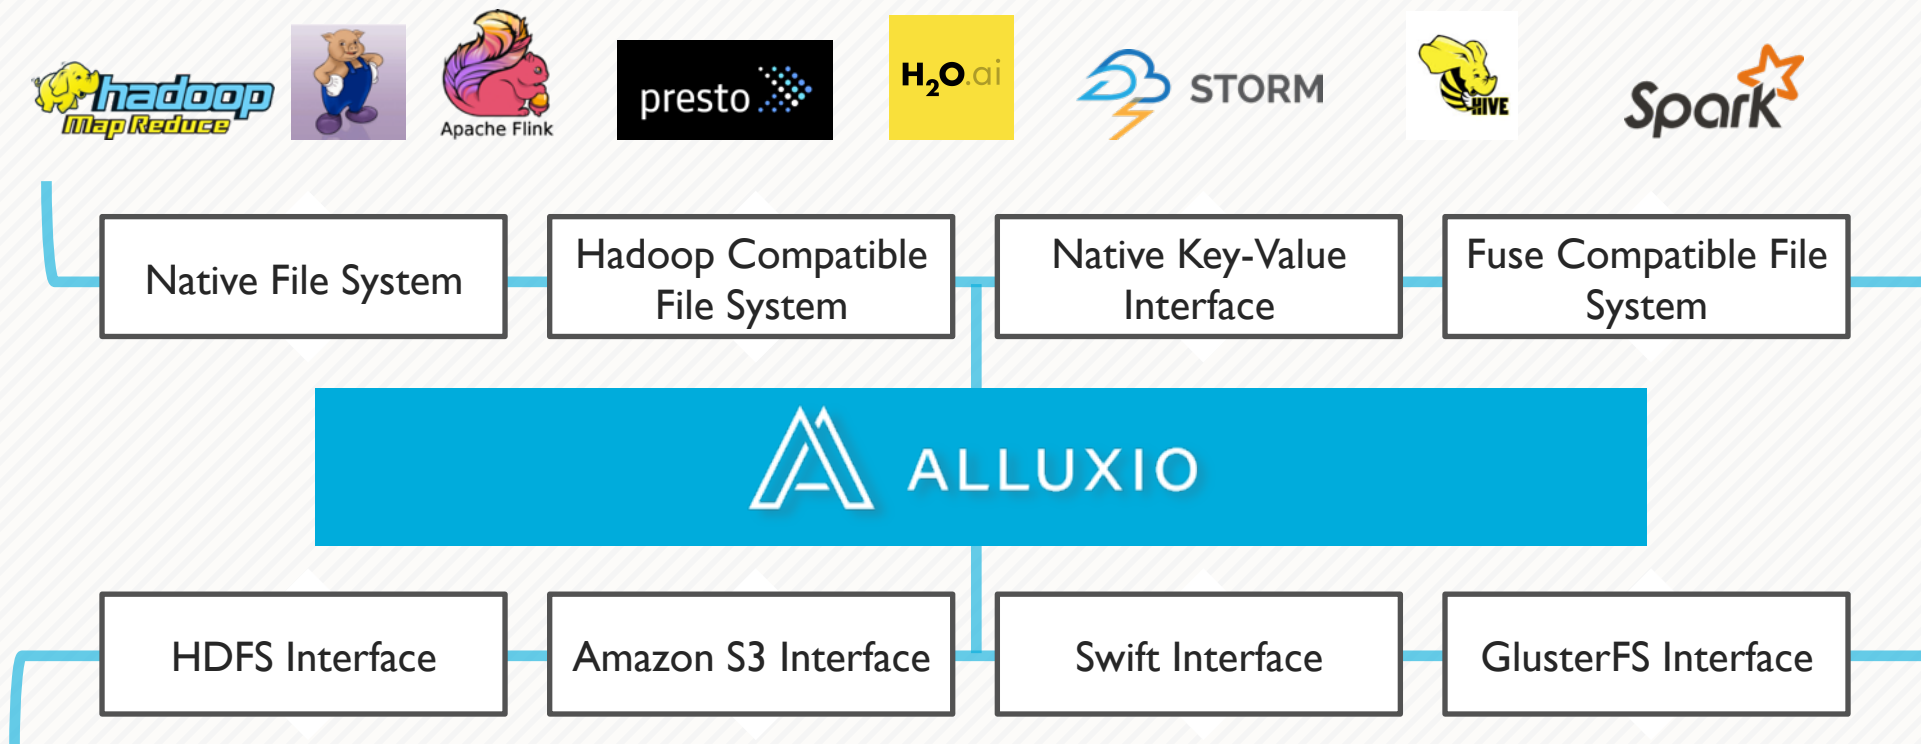 hadoop
Map Reduce
Apache Flink
presto
H2O.ai
STORM
HIVE
Spark
Native File System
Hadoop Compatible
File System
Native Key-Value
Interface
Fuse Compatible File
System
ALLUXIO
HDFS Interface
Amazon S3 Interface
Swift Interface
GlusterFS Interface